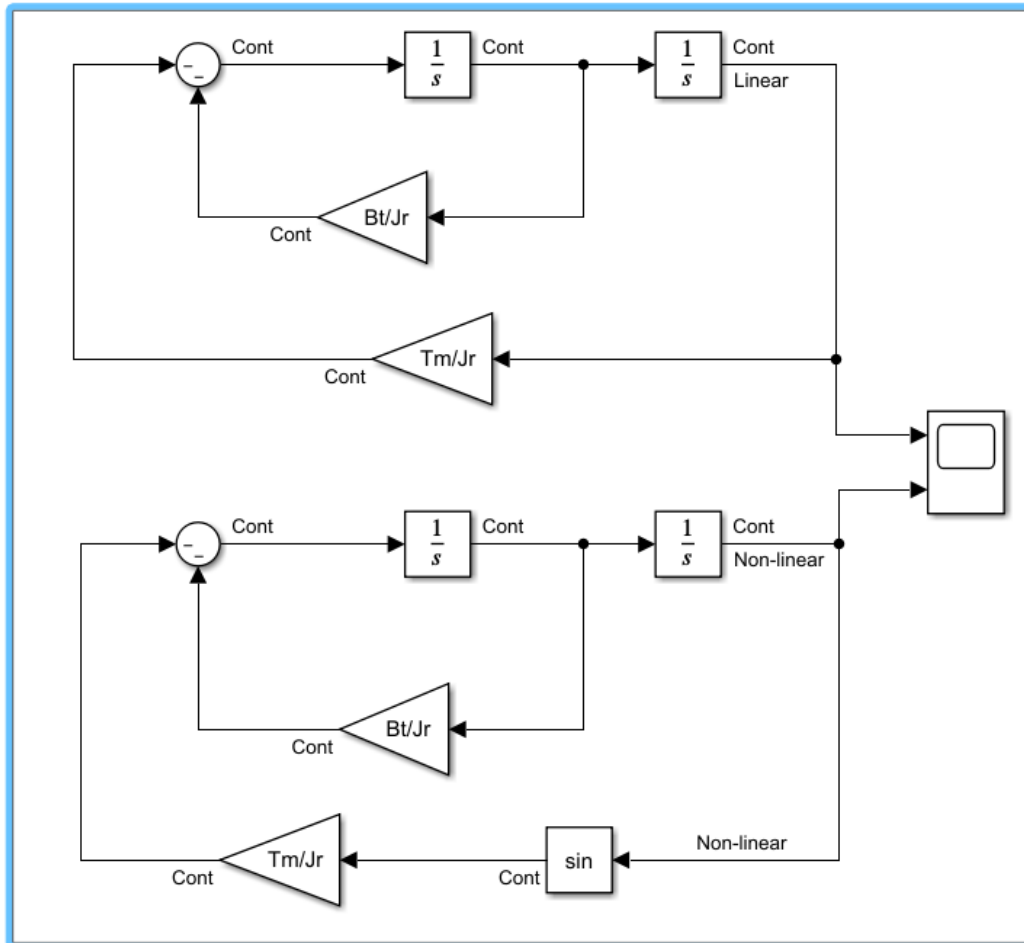 Cont
1
s
Cont
1
s
Cont
Linear
Bt/Jr
Cont
Tm/Jr
Cont
Cont
1
s
Cont
1
s
Cont
Non-linear
Bt/Jr
Cont
Tm/Jr
Cont
sin
Cont
Non-linear